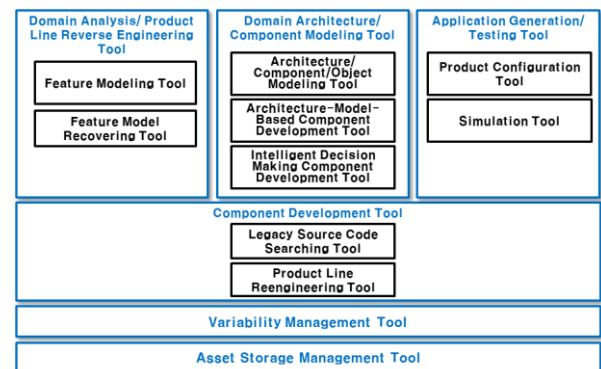 Domain Analysis/ Product
Line Reverse Engineering
Tool
Feature Modeling Tool
Feature Model
Recovering Tool
Domain Architecture/
Component Modeling Tool
Architecture/
Component/Object
Modeling Tool
Architecture-Model-
Based Component
Development Tool
Intelligent Decision
Making Component
Development Tool
Application Generation/
Testing Tool
Product Configuration
Tool
Simulation Tool
Component Development Tool
Legacy Source Code
Searching Tool
Product Line
Reengineering Tool
Variability Management Tool
Asset Storage Management Tool